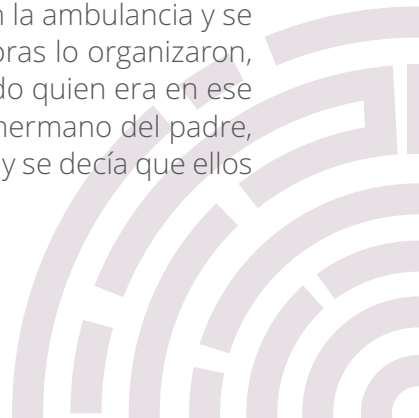 la ambulancia y se
oras lo organizaron,
do quien era en ese
hermano del padre,
y se decía que ellos